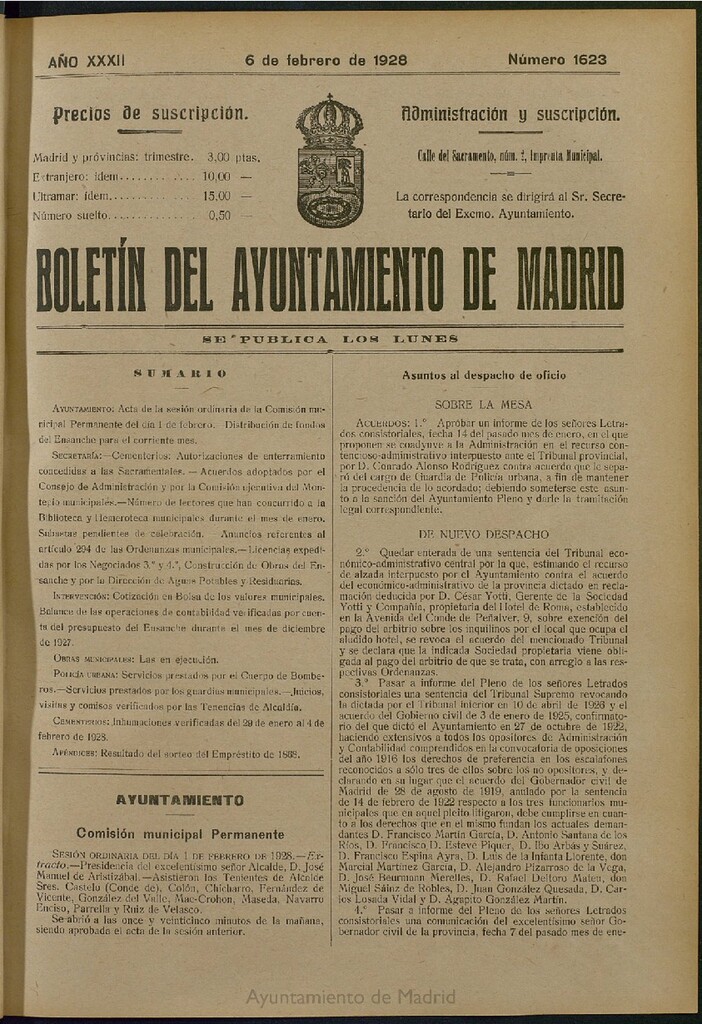 AÑO XXXII
6 de febrero de 1928
Número 1623
Precios de suscripción.
Madrid y provincias: trimestre. 3,00 ptas.
Extranjero: ídem............ 10,00 —
Ultramar: ídem............ 15,00 —
Número suelto............ 0,50 —
Administración y suscripción.
Calle del Sacramento, núm. 1, Imprenta Municipal.
La correspondencia se dirigirá al Sr. Secre-
tario del Excmo. Ayuntamiento.
BOLETÍN DEL AYUNTAMIENTO DE MADRID
SE PUBLICA LOS LUNES
SUMARIO
AYUNTAMIENTO: Acta de la sesión ordinaria de la Comisión mu-
nicipal Permanente del día 1 de febrero. Distribución de fondos
del Ensanche para el corriente mes.
SECRETARÍA:—Cementerios: Autorizaciones de enterramiento
concedidas a las Sacramentales.—Acuerdos adoptados por el
Consejo de Administración y por la Comisión ejecutiva del Mon-
tepío municipales.—Número de lectores que han concurrido a la
Biblioteca y Hemeroteca municipales durante el mes de enero.
Subastas pendientes de celebración.—Anuncios referentes al
artículo 294 de las Ordenanzas municipales.—Licencias expedi-
das por los Negociados 3.º y 4.º, Construcción de Obras del En-
sanche y por la Dirección de Aguas Potables y Residuarias.
INTERVENCIÓN: Cotización en Bolsa de los valores municipales.
Balance de las operaciones de contabilidad verificadas por cuen-
ta del presupuesto del Ensanche durante el mes de diciembre
de 1927.
OBRAS MUNICIPALES: Las en ejecución.
POLICÍA URBANA: Servicios prestados por el Cuerpo de Bombe-
ros.—Servicios prestados por los guardias municipales.—Juicios,
visitas y comisos verificados por las Tenencias de Alcaldía.
CEMENTERIOS: Inhumaciones verificadas del 29 de enero al 4 de
febrero de 1928.
APÉNDICES: Resultado del sorteo del Empréstito de 1868.
AYUNTAMIENTO
Comisión municipal Permanente
SESIÓN ORDINARIA DEL DÍA 1 DE FEBRERO DE 1928.—Ex-
tracto.—Presidencia del excelentísimo señor Alcalde, D. José
Manuel de Aristizábal.—Asistieron los Tenientes de Alcalde
Sres. Castelo (Conde de), Colón, Chicharro, Fernández de
Vicente, González del Valle, Mac-Crohon, Maseda, Navarro
Enciso, Parrella y Ruiz de Velasco.
Se abrió a las once y veinticinco minutos de la mañana,
siendo aprobada el acta de la sesión anterior.
Asuntos al despacho de oficio
SOBRE LA MESA
ACUERDOS: 1.º Aprobar un informe de los señores Letra-
dos consistoriales, fecha 14 del pasado mes de enero, en el que
proponen se coadyuve a la Administración en el recurso con-
tencioso-administrativo interpuesto ante el Tribunal provincial,
por D. Conrado Alonso Rodríguez contra acuerdo que le sepa-
ró del cargo de Guardia de Policía urbana, a fin de mantener
la procedencia de lo acordado; debiendo someterse este asun-
to a la sanción del Ayuntamiento Pleno y darle la tramitación
legal correspondiente.
DE NUEVO DESPACHO
2.º Quedar enterada de una sentencia del Tribunal eco-
nómico-administrativo central por la que, estimando el recurso
de alzada interpuesto por el Ayuntamiento contra el acuerdo
del económico-administrativo de la provincia dictado en recla-
mación deducida por D. César Yotti, Gerente de la Sociedad
Yotti y Compañía, propietaria del Hotel de Roma, establecido
en la Avenida del Conde de Peñalver, 9, sobre exención del
pago del arbitrio sobre los inquilinos por el local que ocupa el
aludido hotel, se revoca el acuerdo del mencionado Tribunal
y se declara que la indicada Sociedad propietaria viene obli-
gada al pago del arbitrio de que se trata, con arreglo a las res-
pectivas Ordenanzas.
3.º Pasar a informe del Pleno de los señores Letrados
consistoriales una sentencia del Tribunal Supremo revocando
la dictada por el Tribunal inferior en 10 de abril de 1926 y el
acuerdo del Gobierno civil de 3 de enero de 1925, confirmato-
rio del que dictó el Ayuntamiento en 27 de octubre de 1922,
haciendo extensivos a todos los opositores de Administración
y Contabilidad comprendidos en la convocatoria de oposiciones
del año 1916 los derechos de preferencia en los escalafones
reconocidos a sólo tres de ellos sobre los no opositores, y de-
clarando en su lugar que el acuerdo del Gobernador civil de
Madrid de 28 de agosto de 1919, anulado por la sentencia
de 14 de febrero de 1922 respecto a los tres funcionarios mu-
nicipales que en aquel pleito litigaron, debe cumplirse en cuan-
to a los derechos que en el mismo fundan los actuales deman-
dantes D. Francisco Martín García, D. Antonio Santana de los
Ríos, D. Francisco D. Esteve Piquer, D. Ibo Arbás y Suárez,
D. Francisco Espina Ayra, D. Luis de la Infanta Llorente, don
Marcial Martínez García, D. Alejandro Pizarroso de la Vega,
D. José Beurmuan Merelles, D. Rafael Deltoro Maten, don
Miguel Sáinz de Robles, D. Juan González Quesada, D. Car-
los Losada Vidal y D. Agapito González Martín.
4.º Pasar a informe del Pleno de los señores Letrados
consistoriales una comunicación del excelentísimo señor Go-
bernador civil de la provincia, fecha 7 del pasado mes de ene-
Ayuntamiento de Madrid